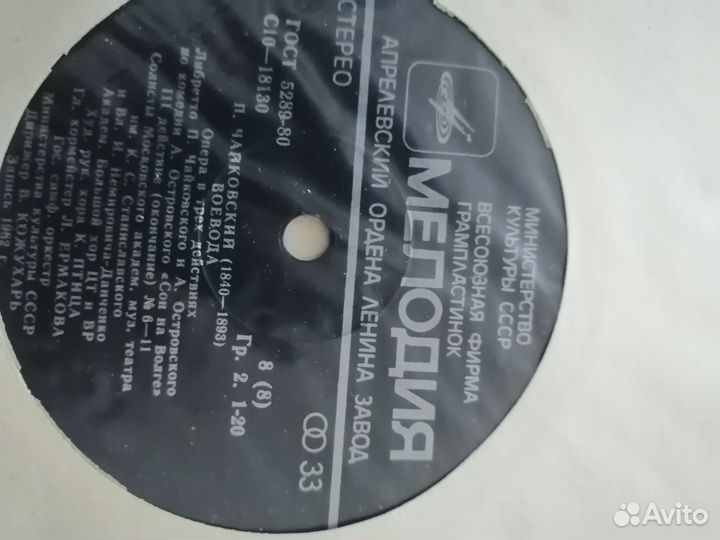 МИНИСТЕРСТВО
КУЛЬТУРЫ СССР
ВСЕСОЮЗНАЯ ФИРМА
ГРАМПЛАСТИНОК
МЕЛОДИЯ
АПРЕЛЕВСКИЙ ОРДЕНА ЛЕНИНА ЗАВОД
СТЕРЕО
33
ГОСТ 5289-80
С10—18130
8 (8)
Гр. 2. 1-20
П. ЧАЙКОВСКИЙ (1840—1893)
ВОЕВОДА
Опера в трех действиях
Либретто П. Чайковского и А. Островского
по комедии А. Островского «Сон на Волге»
III действие (окончание) № 6—11
Солисты Московского академ. муз. театра
им. К. С. Станиславского
и Вл. И. Немировича-Данченко
Академ. Большой хор ЦТ и ВР
Худ. рук. хора К. ПТИЦА
Гл. хормейстер Л. ЕРМАКОВА
Гос. симф. оркестр
Министерства культуры СССР
Дирижер В. КОЖУХАРЬ
Запись 1982 г.
Avito